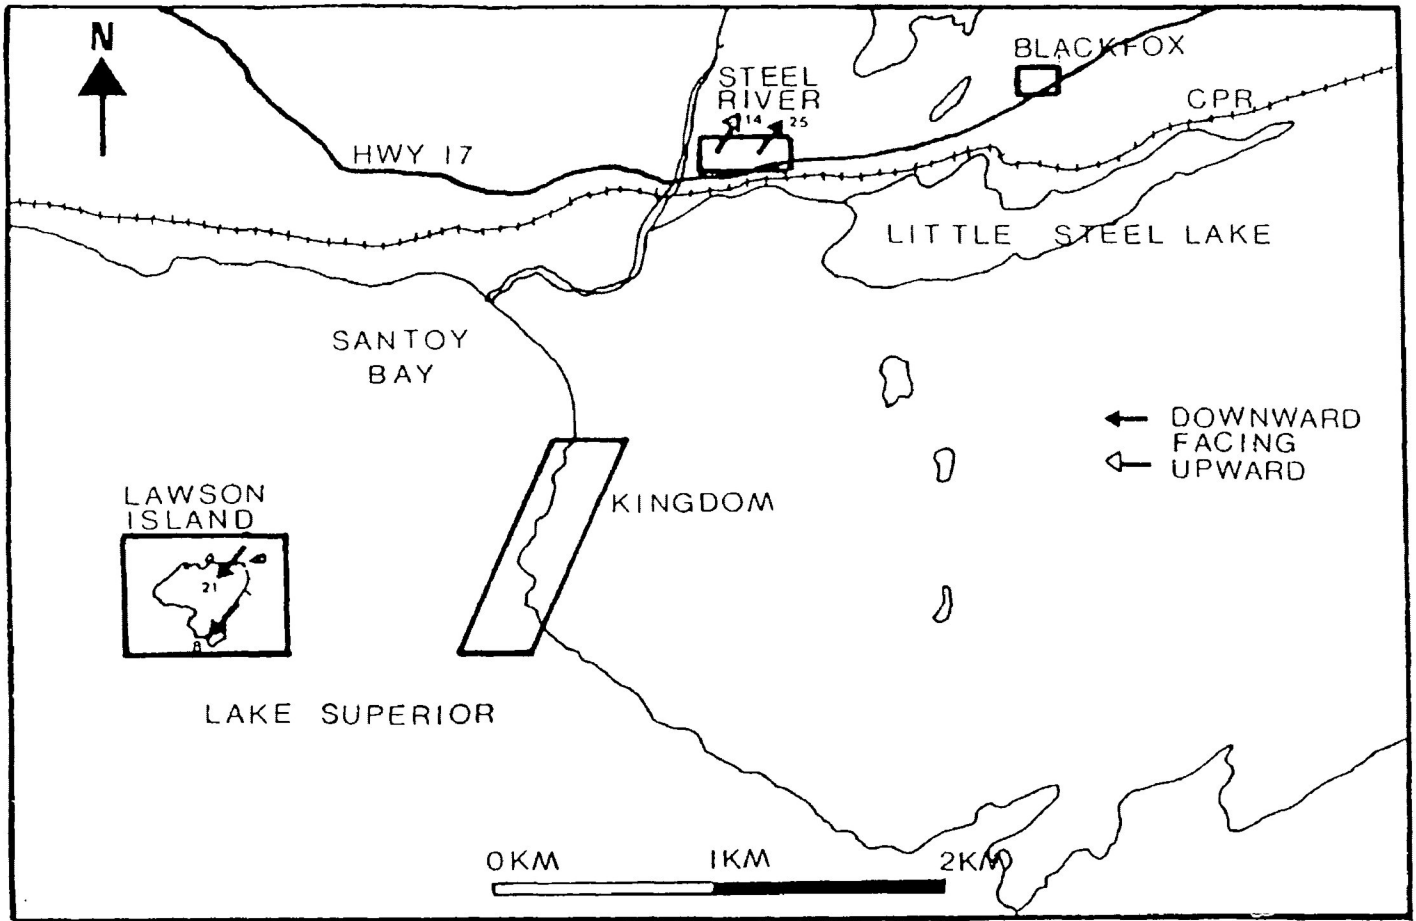 N
BLACKFOX
STEEL
RIVER
14 25
CPR
HWY 17
LITTLE STEEL LAKE
SANTOY
BAY
DOWNWARD
FACING
UPWARD
LAWSON
ISLAND
KINGDOM
21
8
LAKE SUPERIOR
0KM 1KM 2KM